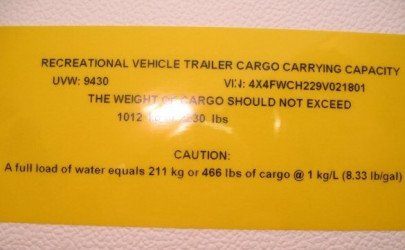 RECREATIONAL VEHICLE TRAILER CARGO CARRYING CAPACITY
UVW: 9430 VIN: 4X4FWCH229V021801
THE WEIGHT OF CARGO SHOULD NOT EXCEED
1012 lbs
CAUTION:
A full load of water equals 211 kg or 466 lbs of cargo @ 1 kg/L (8.33 lb/gal)